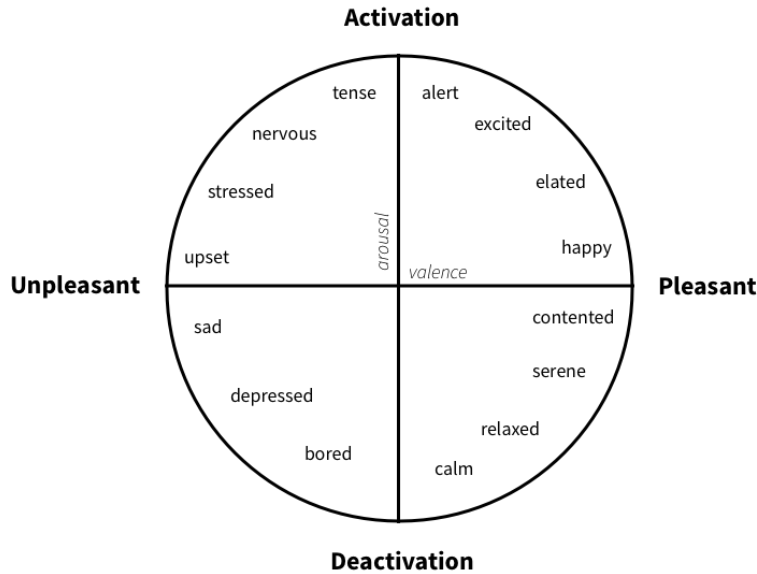 Activation
tense
alert
nervous
excited
stressed
elated
arousal
upset
happy
valence
Unpleasant
Pleasant
sad
contented
depressed
serene
bored
relaxed
calm
Deactivation